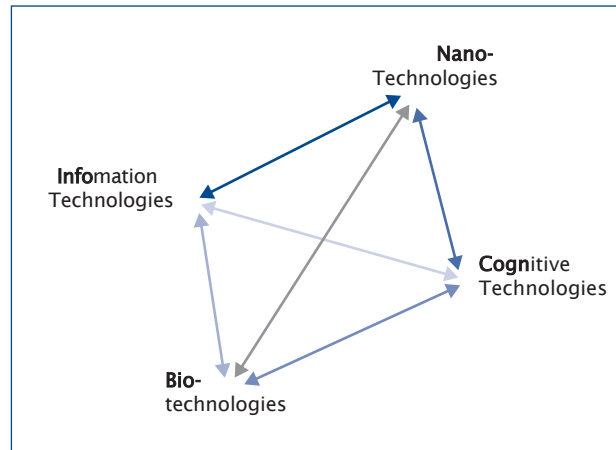 Nano-
Technologies
Infomation
Technologies
Cognitive
Technologies
Bio-
technologies